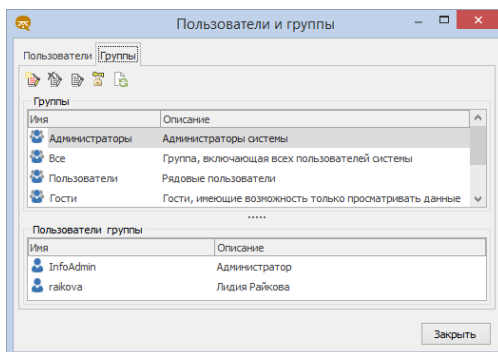 Пользователи и группы
Пользователи Группы
Группы
Имя Описание
Администраторы Администраторы системы
Все Группа, включающая всех пользователей системы
Пользователи Рядовые пользователи
Гости Гости, имеющие возможность только просматривать данные
Пользователи группы
Имя Описание
InfoAdmin Администратор
raikova Лидия Райкова
Закрыть